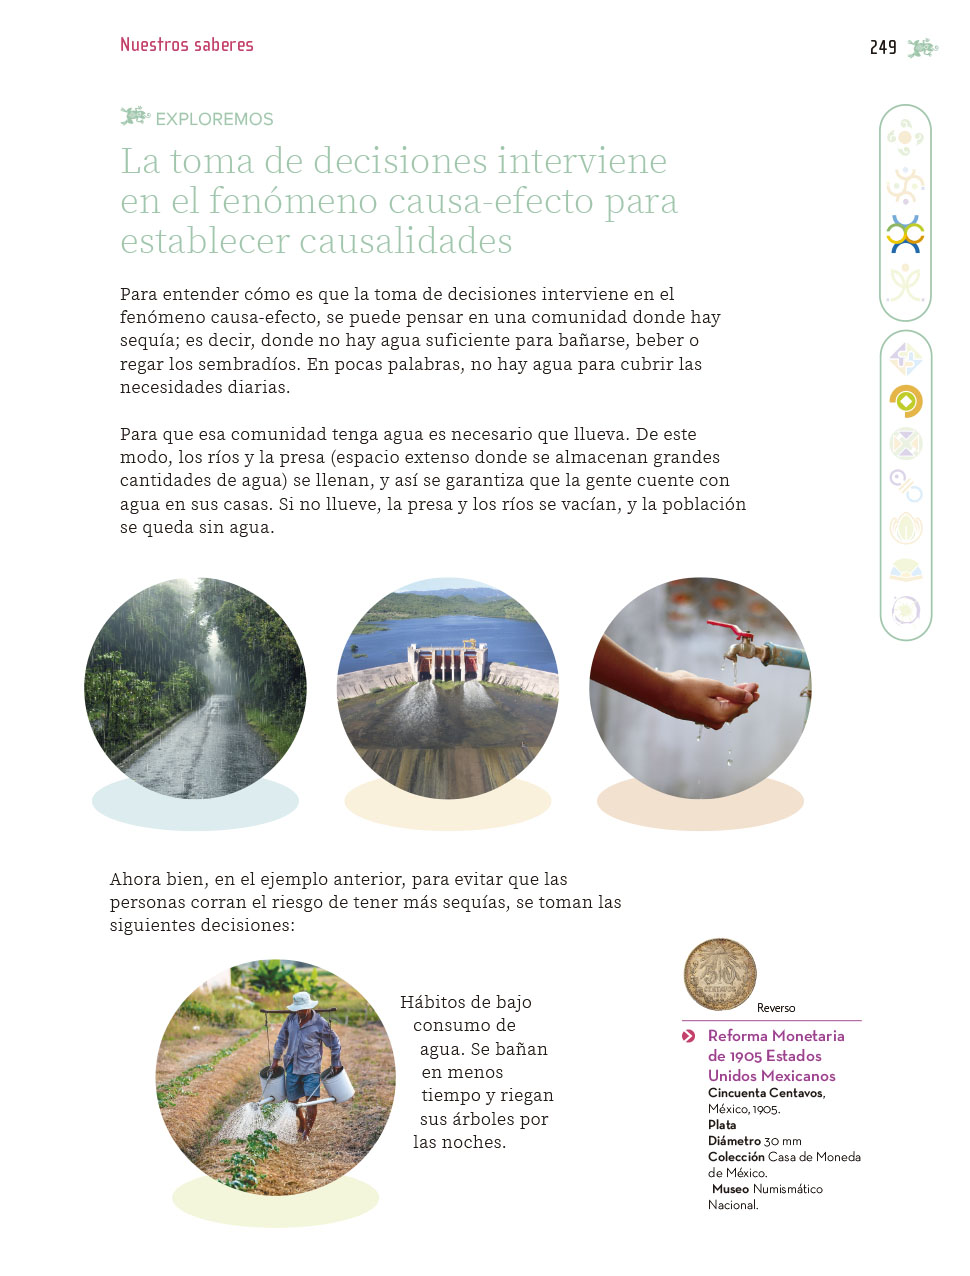 Nuestros saberes
249
EXPLOREMOS
La toma de decisiones interviene
en el fenómeno causa-efecto para
establecer causalidades
Para entender cómo es que la toma de decisiones interviene en el
fenómeno causa-efecto, se puede pensar en una comunidad donde hay
sequía; es decir, donde no hay agua suficiente para bañarse, beber o
regar los sembradíos. En pocas palabras, no hay agua para cubrir las
necesidades diarias.
Para que esa comunidad tenga agua es necesario que llueva. De este
modo, los ríos y la presa (espacio extenso donde se almacenan grandes
cantidades de agua) se llenan, y así se garantiza que la gente cuente con
agua en sus casas. Si no llueve, la presa y los ríos se vacían, y la población
se queda sin agua.
Ahora bien, en el ejemplo anterior, para evitar que las
personas corran el riesgo de tener más sequías, se toman las
siguientes decisiones:
Hábitos de bajo
consumo de
agua. Se bañan
en menos
tiempo y riegan
sus árboles por
las noches.
50
CENTAVOS
Reverso
Reforma Monetaria
de 1905 Estados
Unidos Mexicanos
Cincuenta Centavos,
México, 1905.
Plata
Diámetro 30 mm
Colección Casa de Moneda
de México.
Museo Numismático
Nacional.